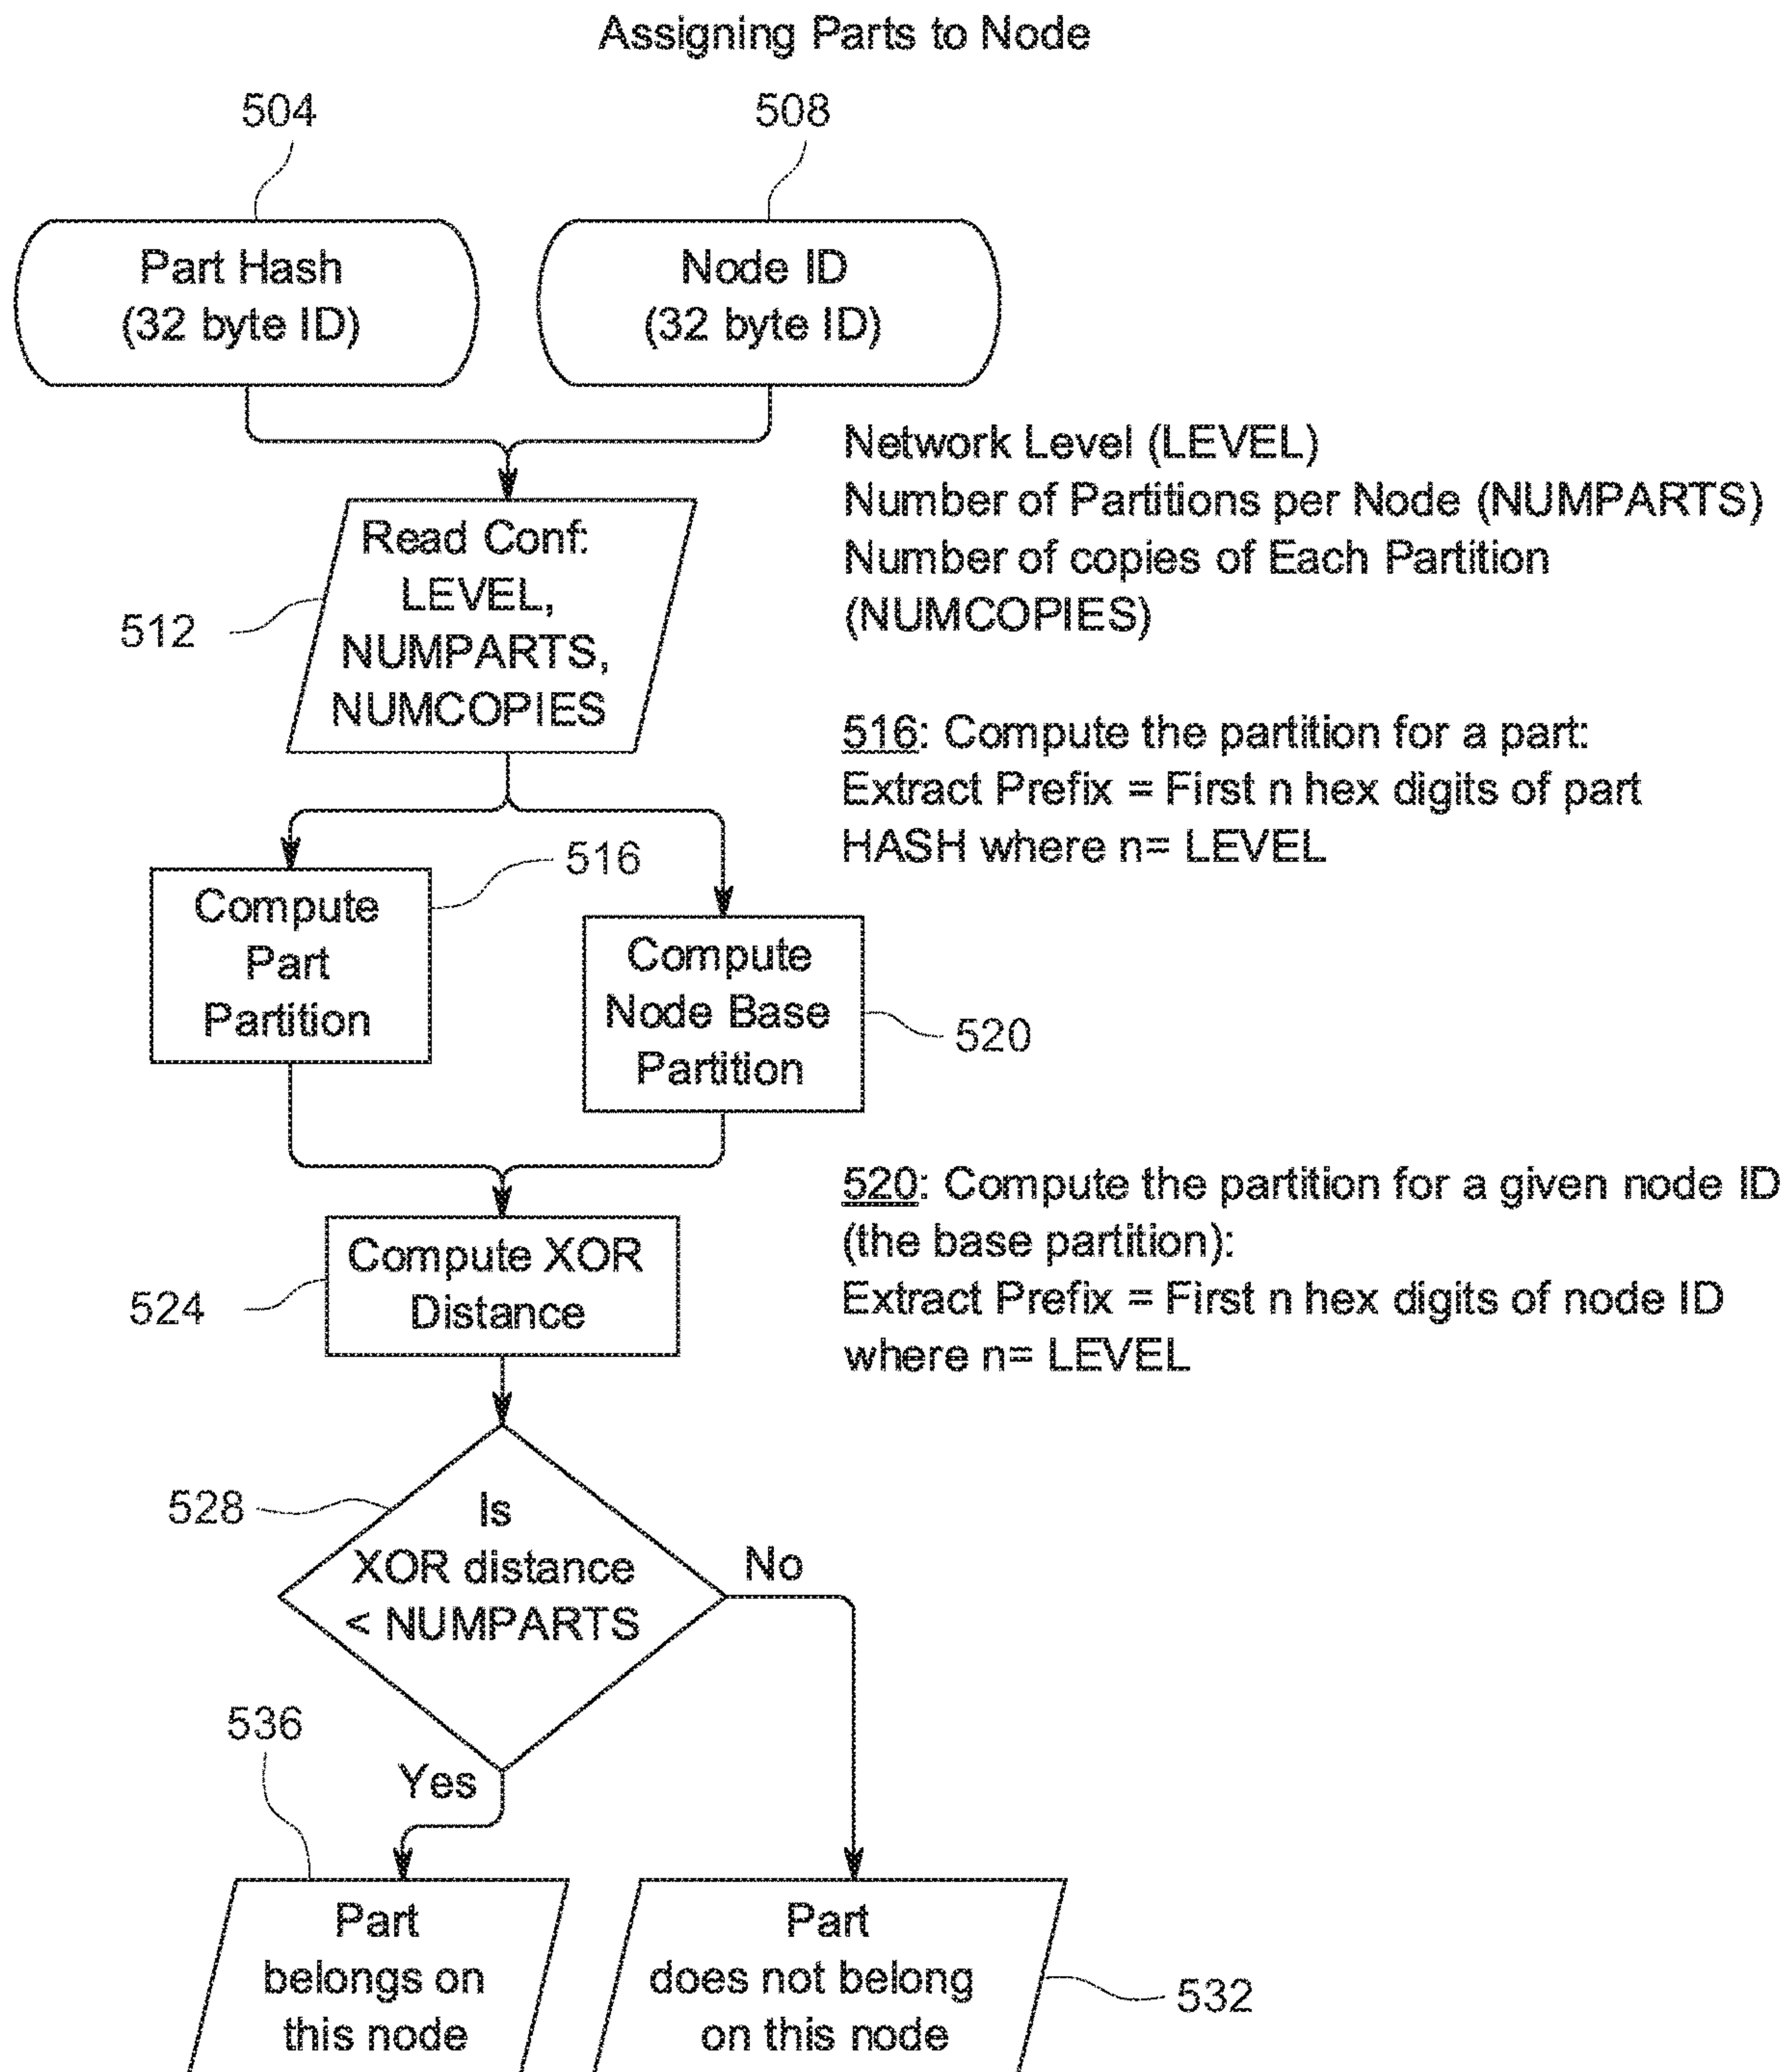 Assigning Parts to Node
504
508
Part Hash
(32 byte ID)
Node ID
(32 byte ID)
Network Level (LEVEL)
Number of Partitions per Node (NUMPARTS)
Number of copies of Each Partition
(NUMCOPIES)
Read Conf:
LEVEL,
NUMPARTS,
NUMCOPIES
512
516: Compute the partition for a part:
Extract Prefix = First n hex digits of part
HASH where n= LEVEL
516
Compute
Part
Partition
Compute
Node Base
Partition
520
520: Compute the partition for a given node ID
(the base partition):
Extract Prefix = First n hex digits of node ID
where n= LEVEL
Compute XOR
Distance
524
528
Is
XOR distance
< NUMPARTS
No
Yes
536
Part
belongs on
this node
Part
does not belong
on this node
532